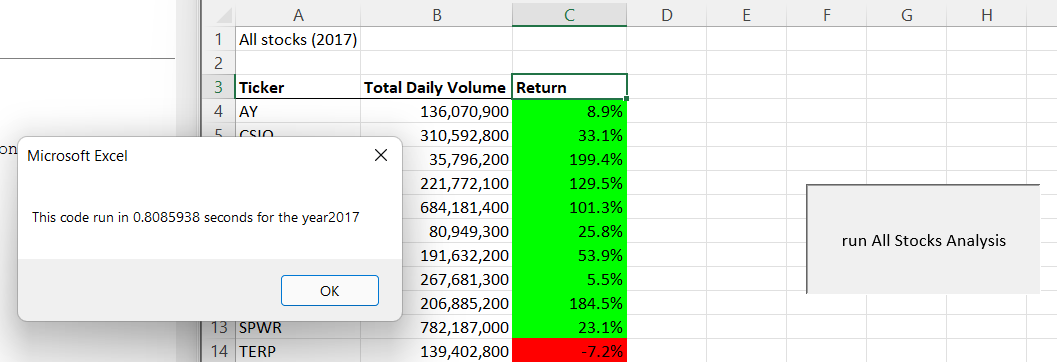 A B C D E F G H
1 All stocks (2017)
2
3 Ticker Total Daily Volume Return
4 AY 136,070,900 8.9%
5 CSIQ 310,592,800 33.1%
on
Microsoft Excel
35,796,200 199.4%
221,772,100 129.5%
This code run in 0.8085938 seconds for the year2017
684,181,400 101.3%
run All Stocks Analysis
80,949,300 25.8%
191,632,200 53.9%
267,681,300 5.5%
OK
206,885,200 184.5%
13 SPWR 782,187,000 23.1%
14 TERP 139,402,800 -7.2%